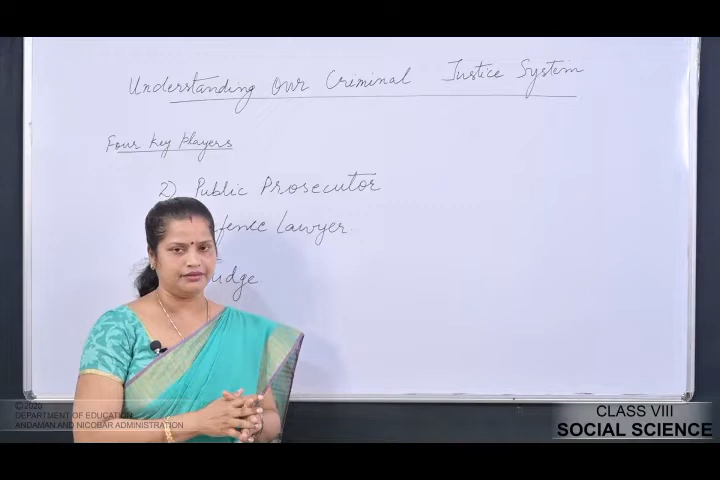 Understanding Our Criminal Justice System
Four Key Players
2) Public Prosecutor
Lawyer
©2020
DEPARTMENT OF EDUCATION
ANDAMAN AND NICOBAR ADMINISTRATION
CLASS VIII
SOCIAL SCIENCE